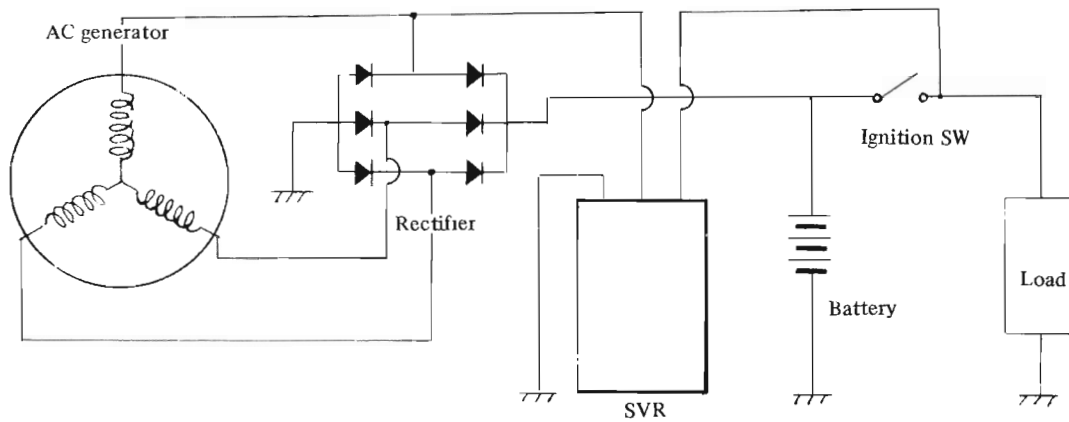 AC generator
Ignition SW
Rectifier
Load
Battery
SVR